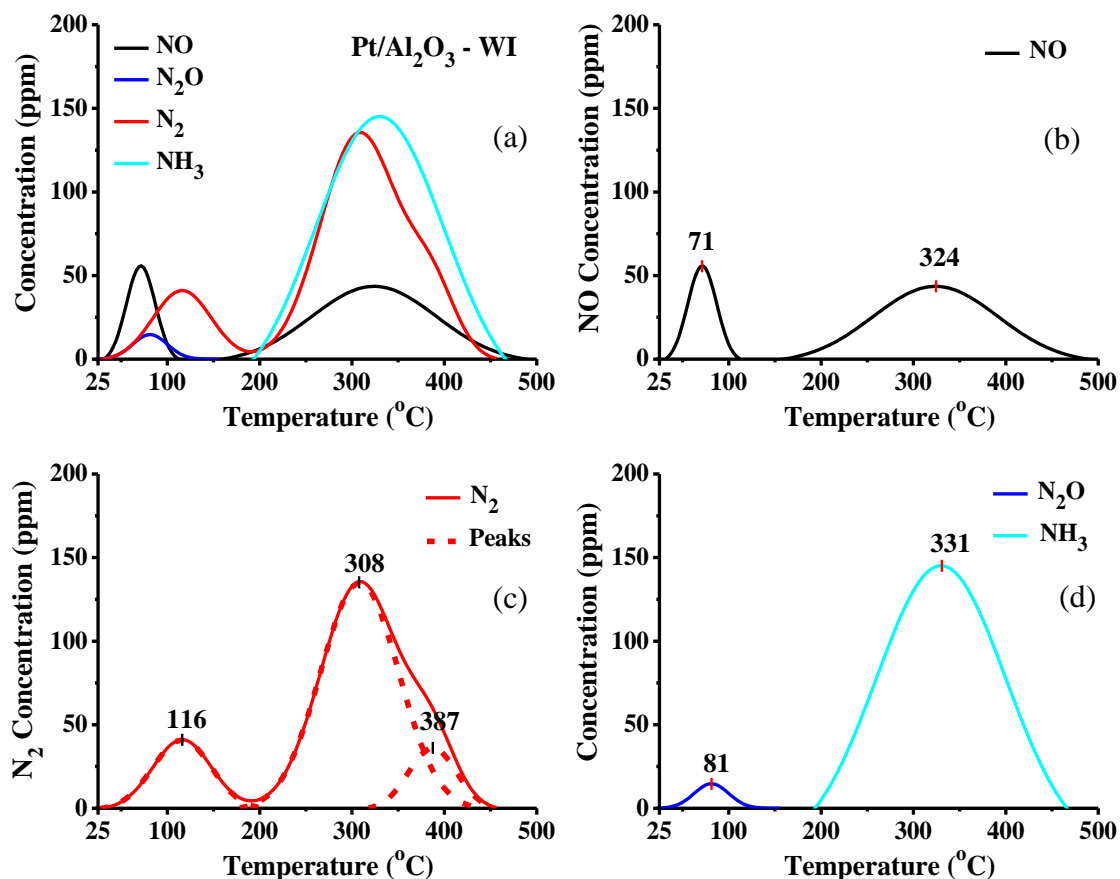 200
150
100
50
0
Concentration (ppm)
NO
N2O
N2
NH3
Pt/Al2O3 - WI
(a)
25 100 200 300 400 500
Temperature (oC)
200
150
100
50
0
NO Concentration (ppm)
NO
(b)
71
324
25 100 200 300 400 500
Temperature (oC)
200
150
100
50
0
N2 Concentration (ppm)
N2
Peaks
(c)
308
116
387
25 100 200 300 400 500
Temperature (oC)
200
150
100
50
0
Concentration (ppm)
N2O
NH3
(d)
331
81
25 100 200 300 400 500
Temperature (oC)